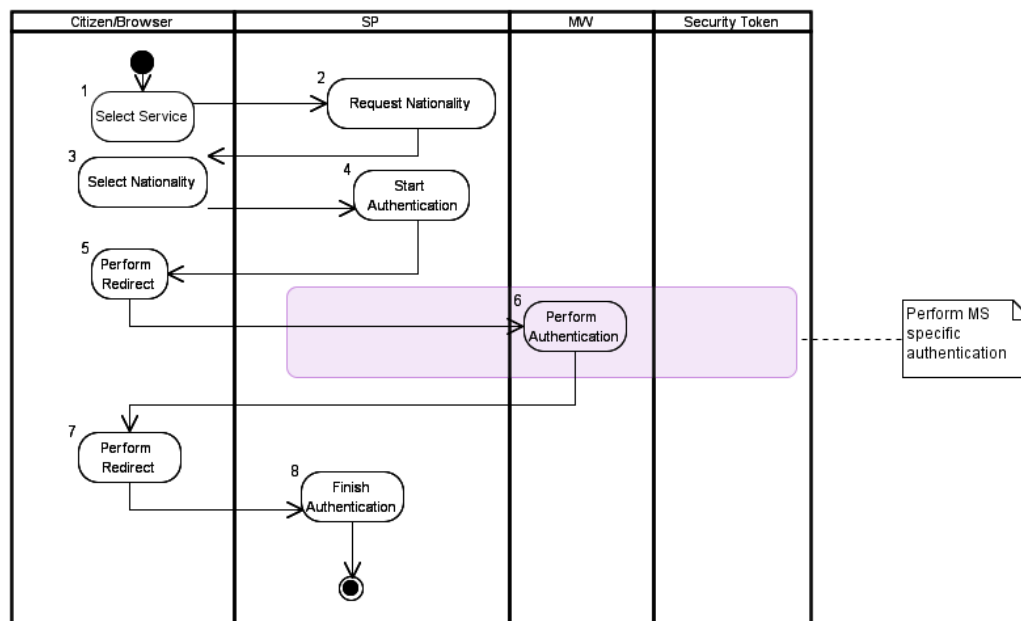 Citizen/Browser
SP
MW
Security Token
1
Select Service
2
Request Nationality
3
Select Nationality
4
Start
Authentication
5
Perform
Redirect
6
Perform
Authentication
Perform MS
specific
authentication
7
Perform
Redirect
8
Finish
Authentication